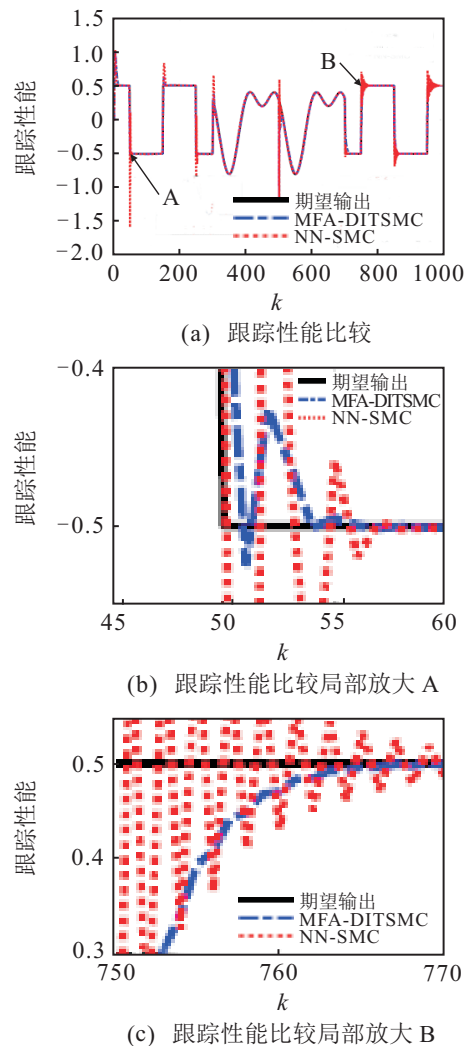 1.5
1.0
0.5
0
−0.5
−1.0
−1.5
−2.0
跟踪性能
A
B
期望输出
MFA-DITSMC
NN-SMC
0 200 400 600 800 1000
k
(a) 跟踪性能比较
−0.4
−0.5
跟踪性能
期望输出
MFA-DITSMC
NN-SMC
45 50 55 60
k
(b) 跟踪性能比较局部放大 A
0.5
0.4
0.3
跟踪性能
期望输出
MFA-DITSMC
NN-SMC
750 760 770
k
(c) 跟踪性能比较局部放大 B